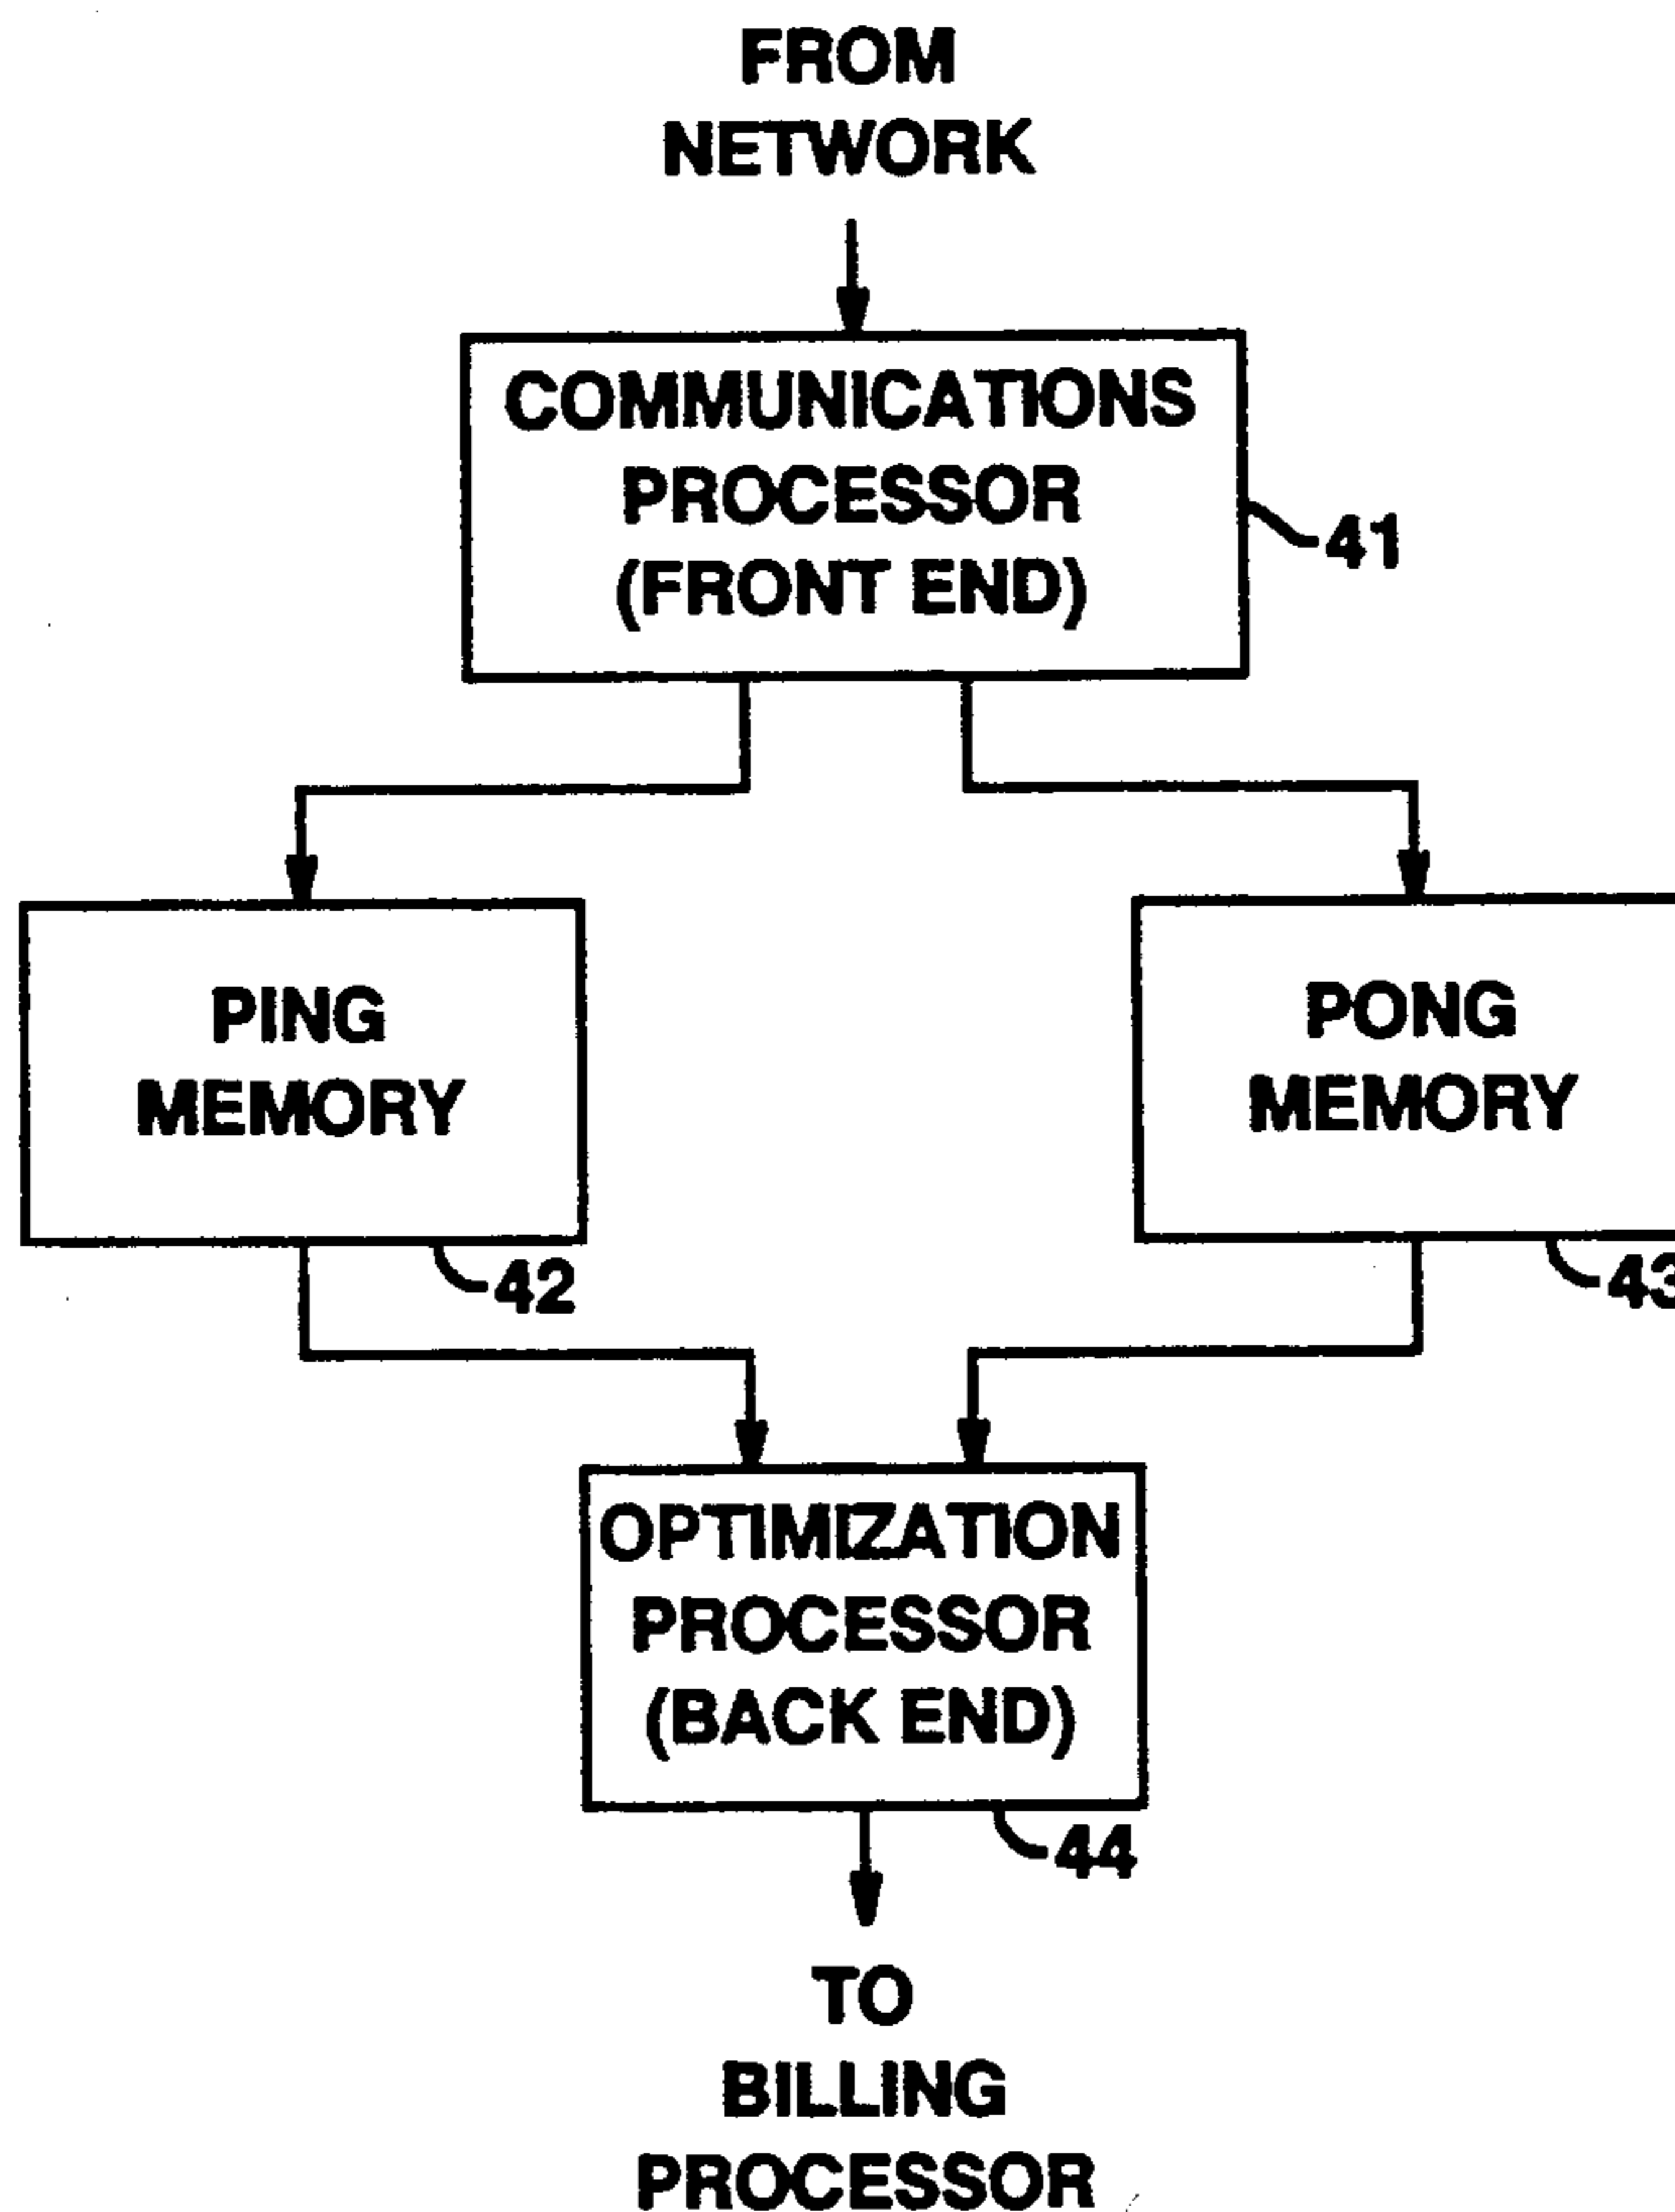 FROM
NETWORK
COMMUNICATIONS
PROCESSOR
(FRONT END)
41
PING
MEMORY
42
PONG
MEMORY
43
OPTIMIZATION
PROCESSOR
(BACK END)
44
TO
BILLING
PROCESSOR